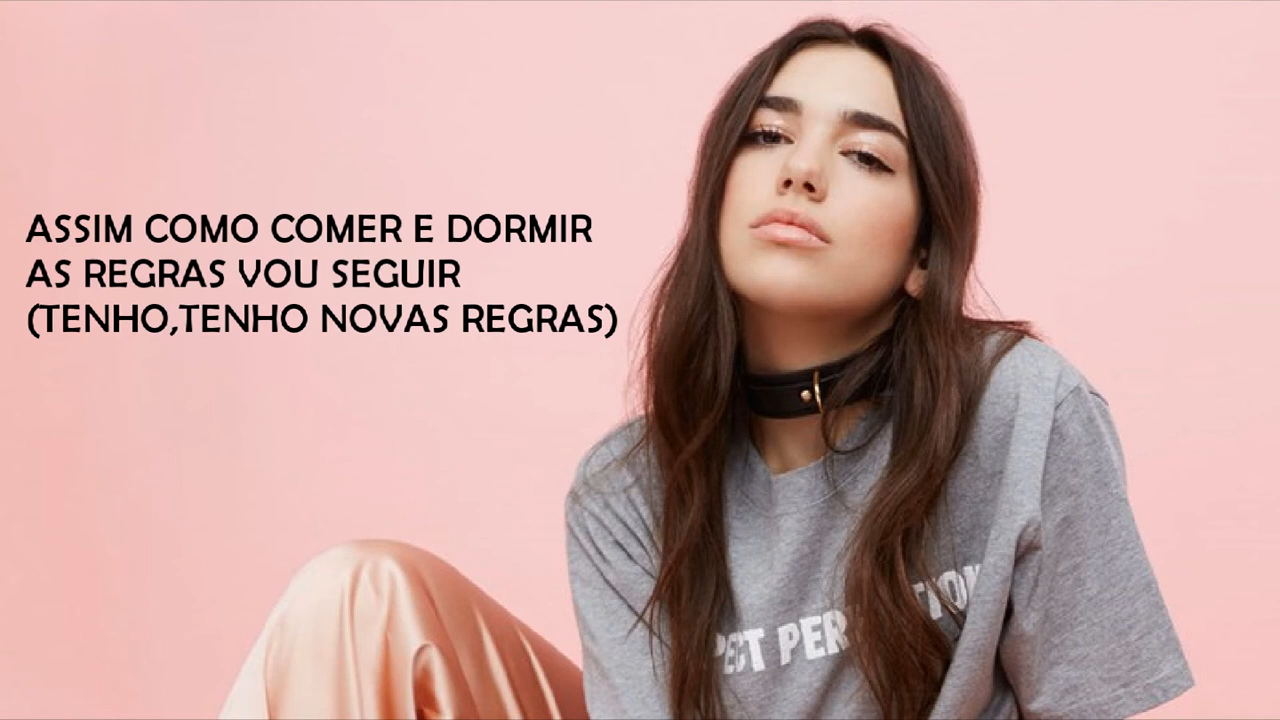 ASSIM COMO COMER E DORMIR
AS REGRAS VOU SEGUIR
(TENHO,TENHO NOVAS REGRAS)